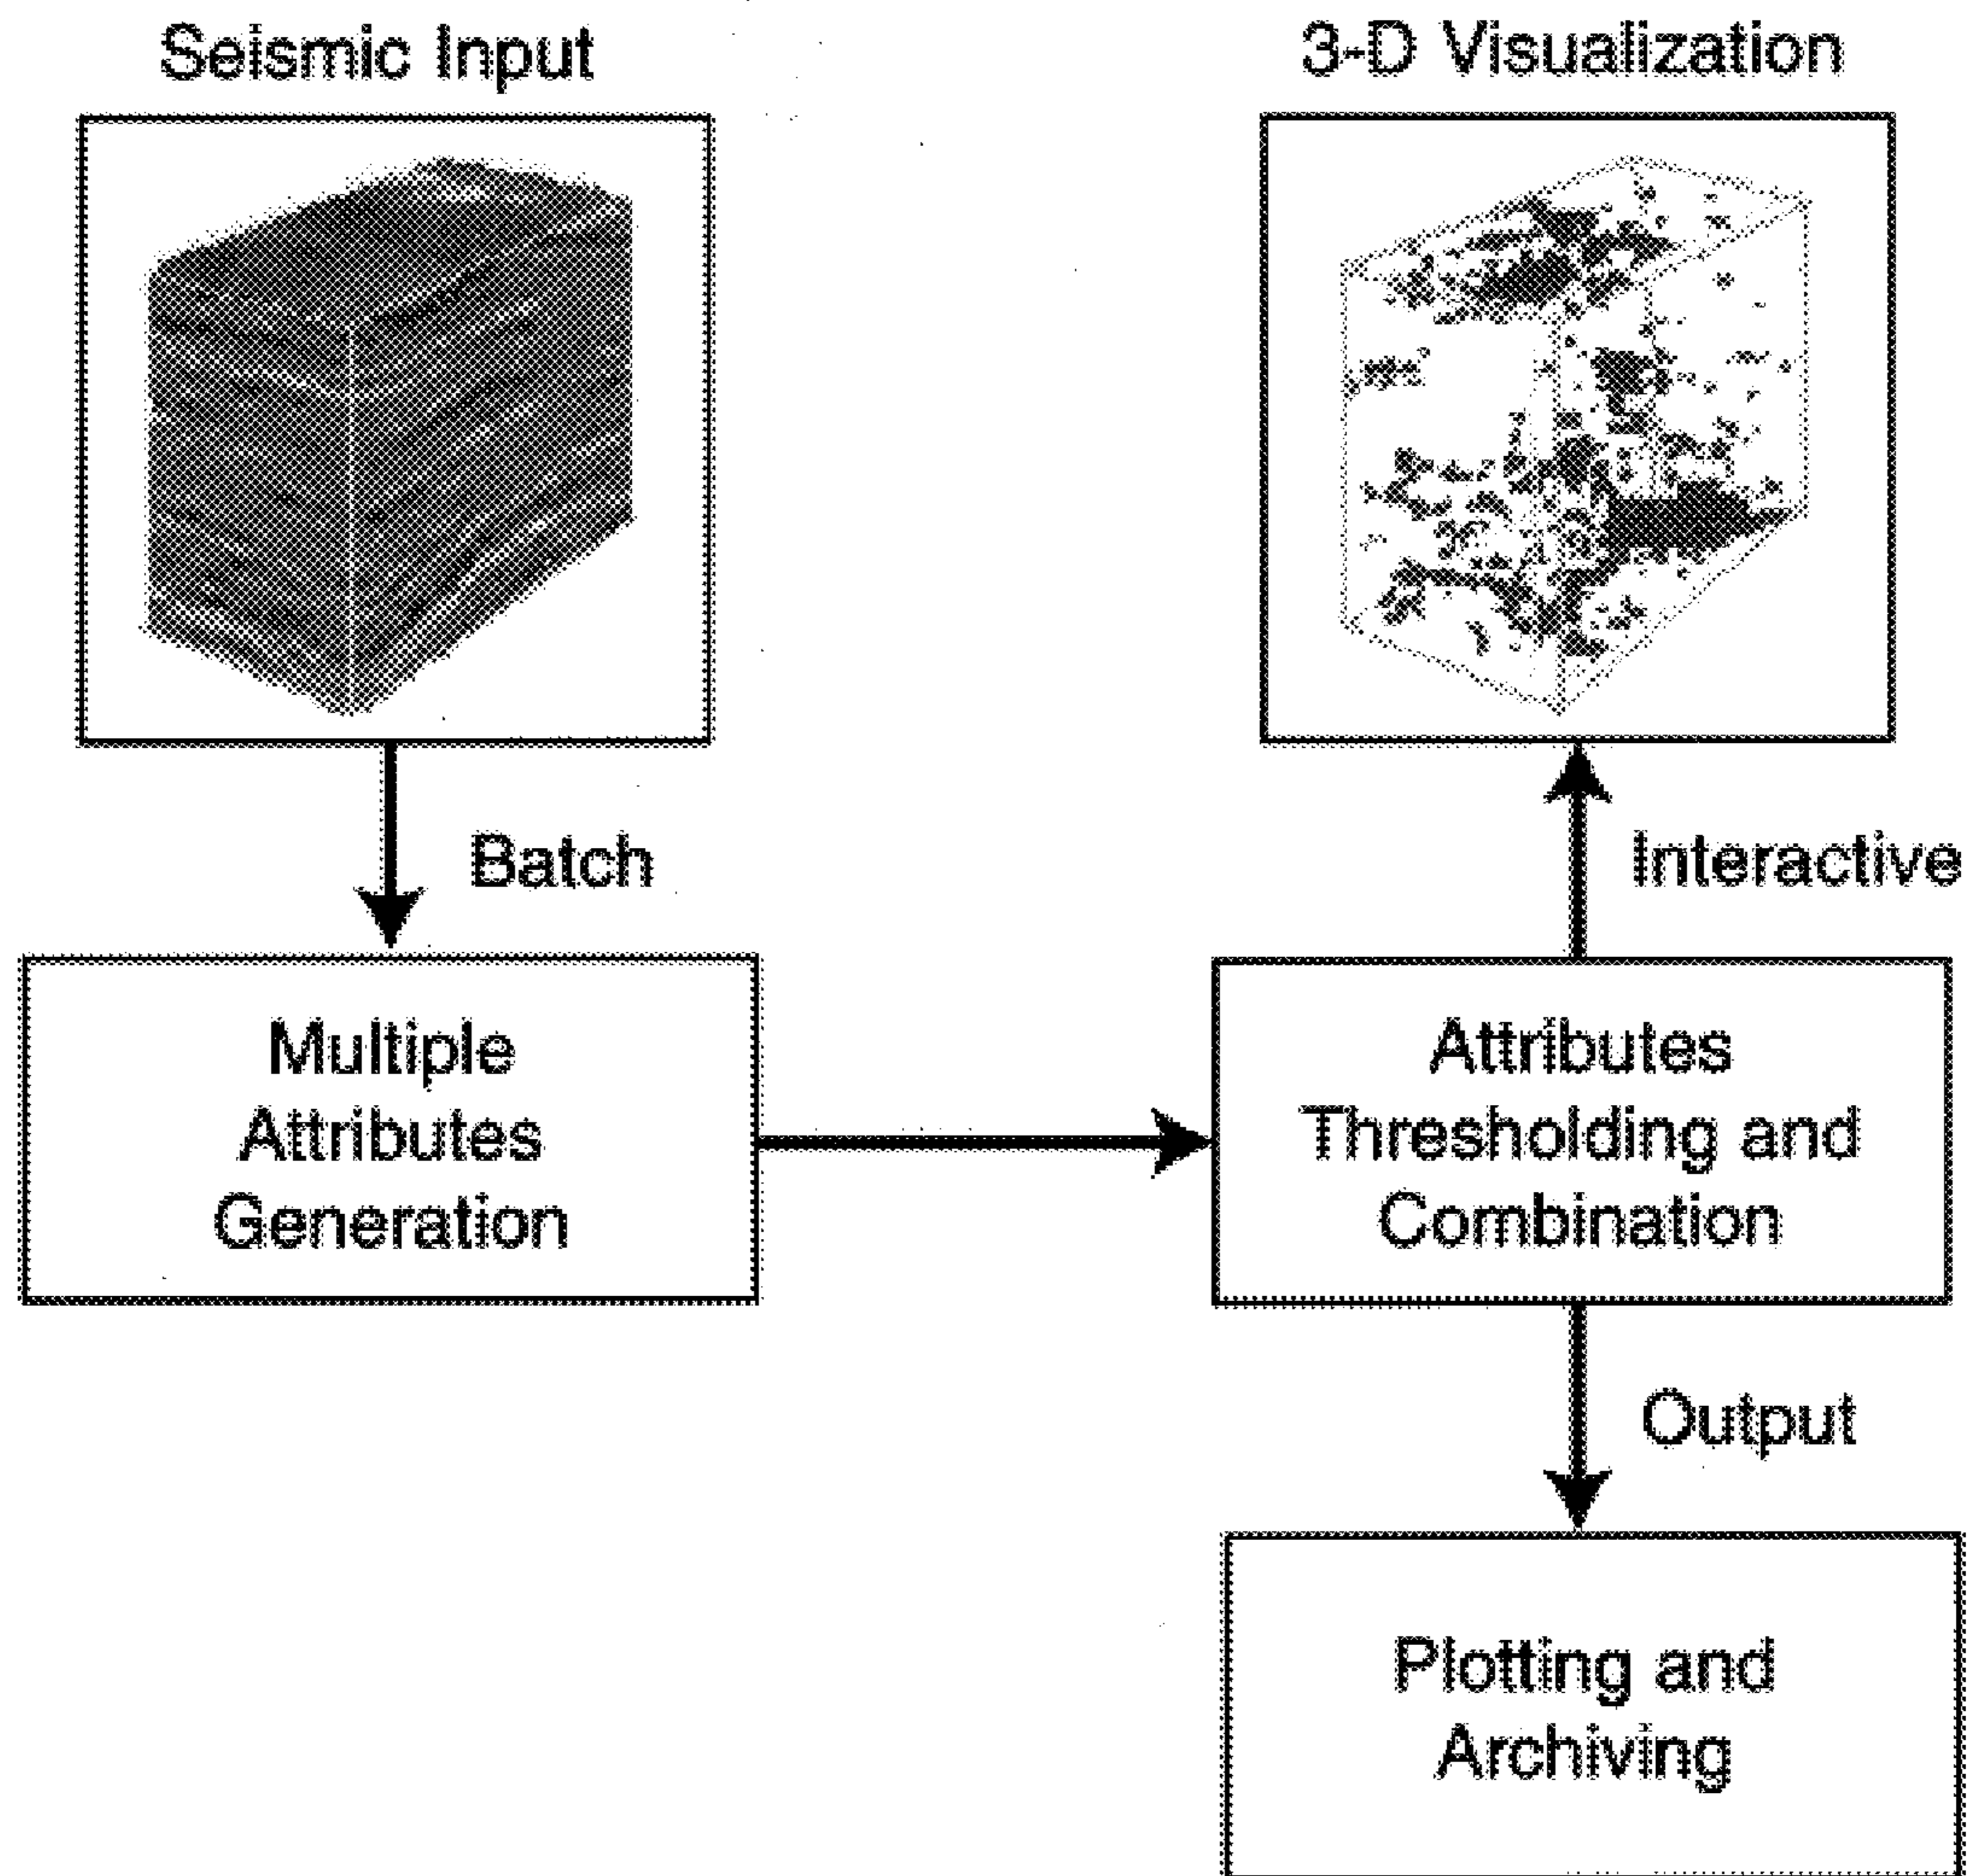 Seismic Input
3-D Visualization
Batch
Interactive
Multiple
Attributes
Generation
Attributes
Thresholding and
Combination
Output
Plotting and
Archiving